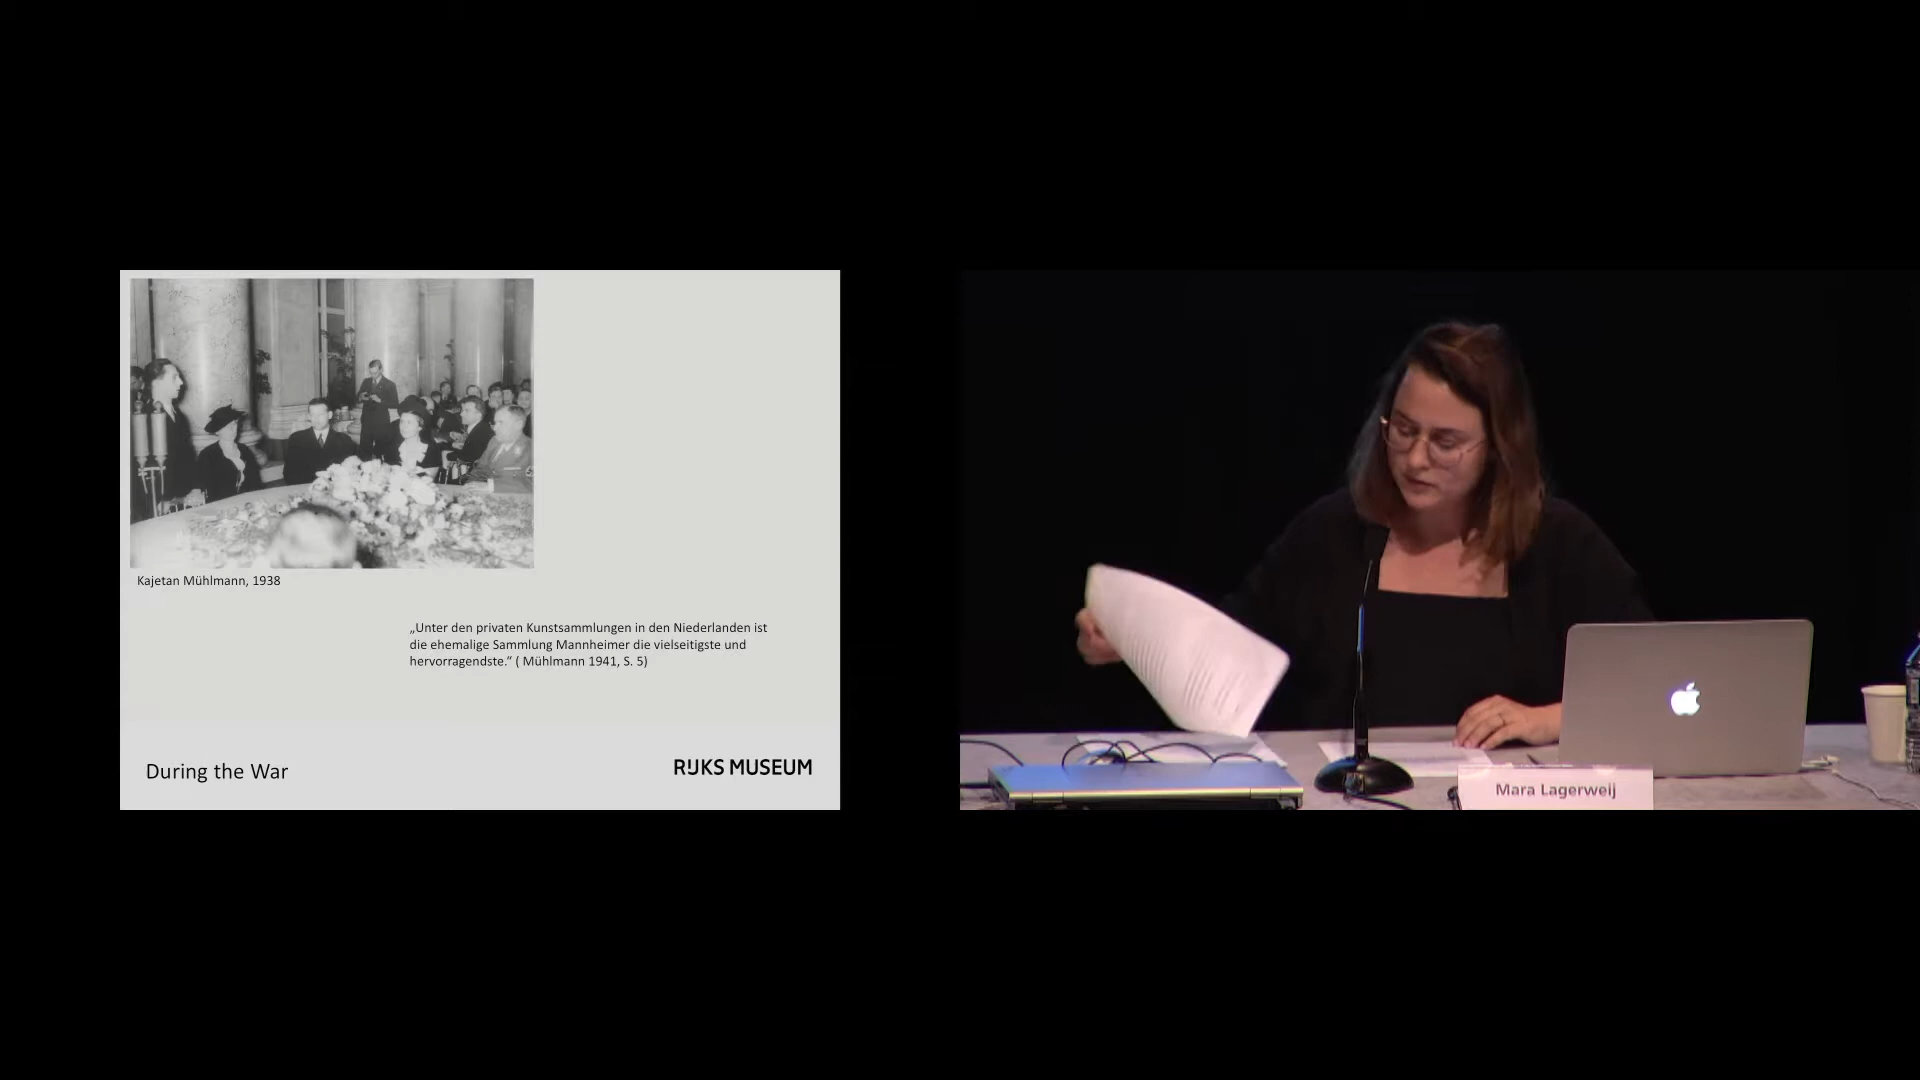 Kajetan Mühlmann, 1938
„Unter den privaten Kunstsammlungen in den Niederlanden ist
die ehemalige Sammlung Mannheimer die vielseitigste und
hervorragendste.“ ( Mühlmann 1941, S. 5)
During the War
RIJKS MUSEUM
Mara Lagerweij